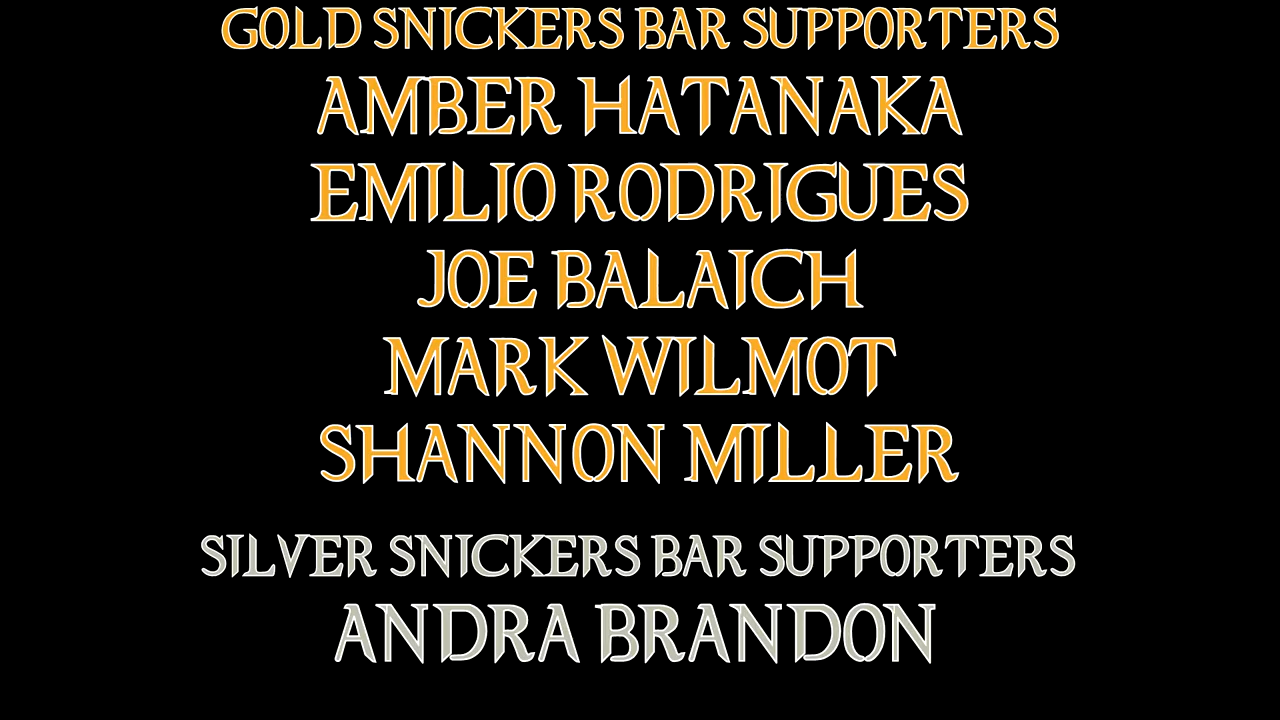 GOLD SNICKERS BAR SUPPORTERS
AMBER HATANAKA
EMILIO RODRIGUES
JOE BALAICH
MARK WILMOT
SHANNON MILLER
SILVER SNICKERS BAR SUPPORTERS
ANDRA BRANDON